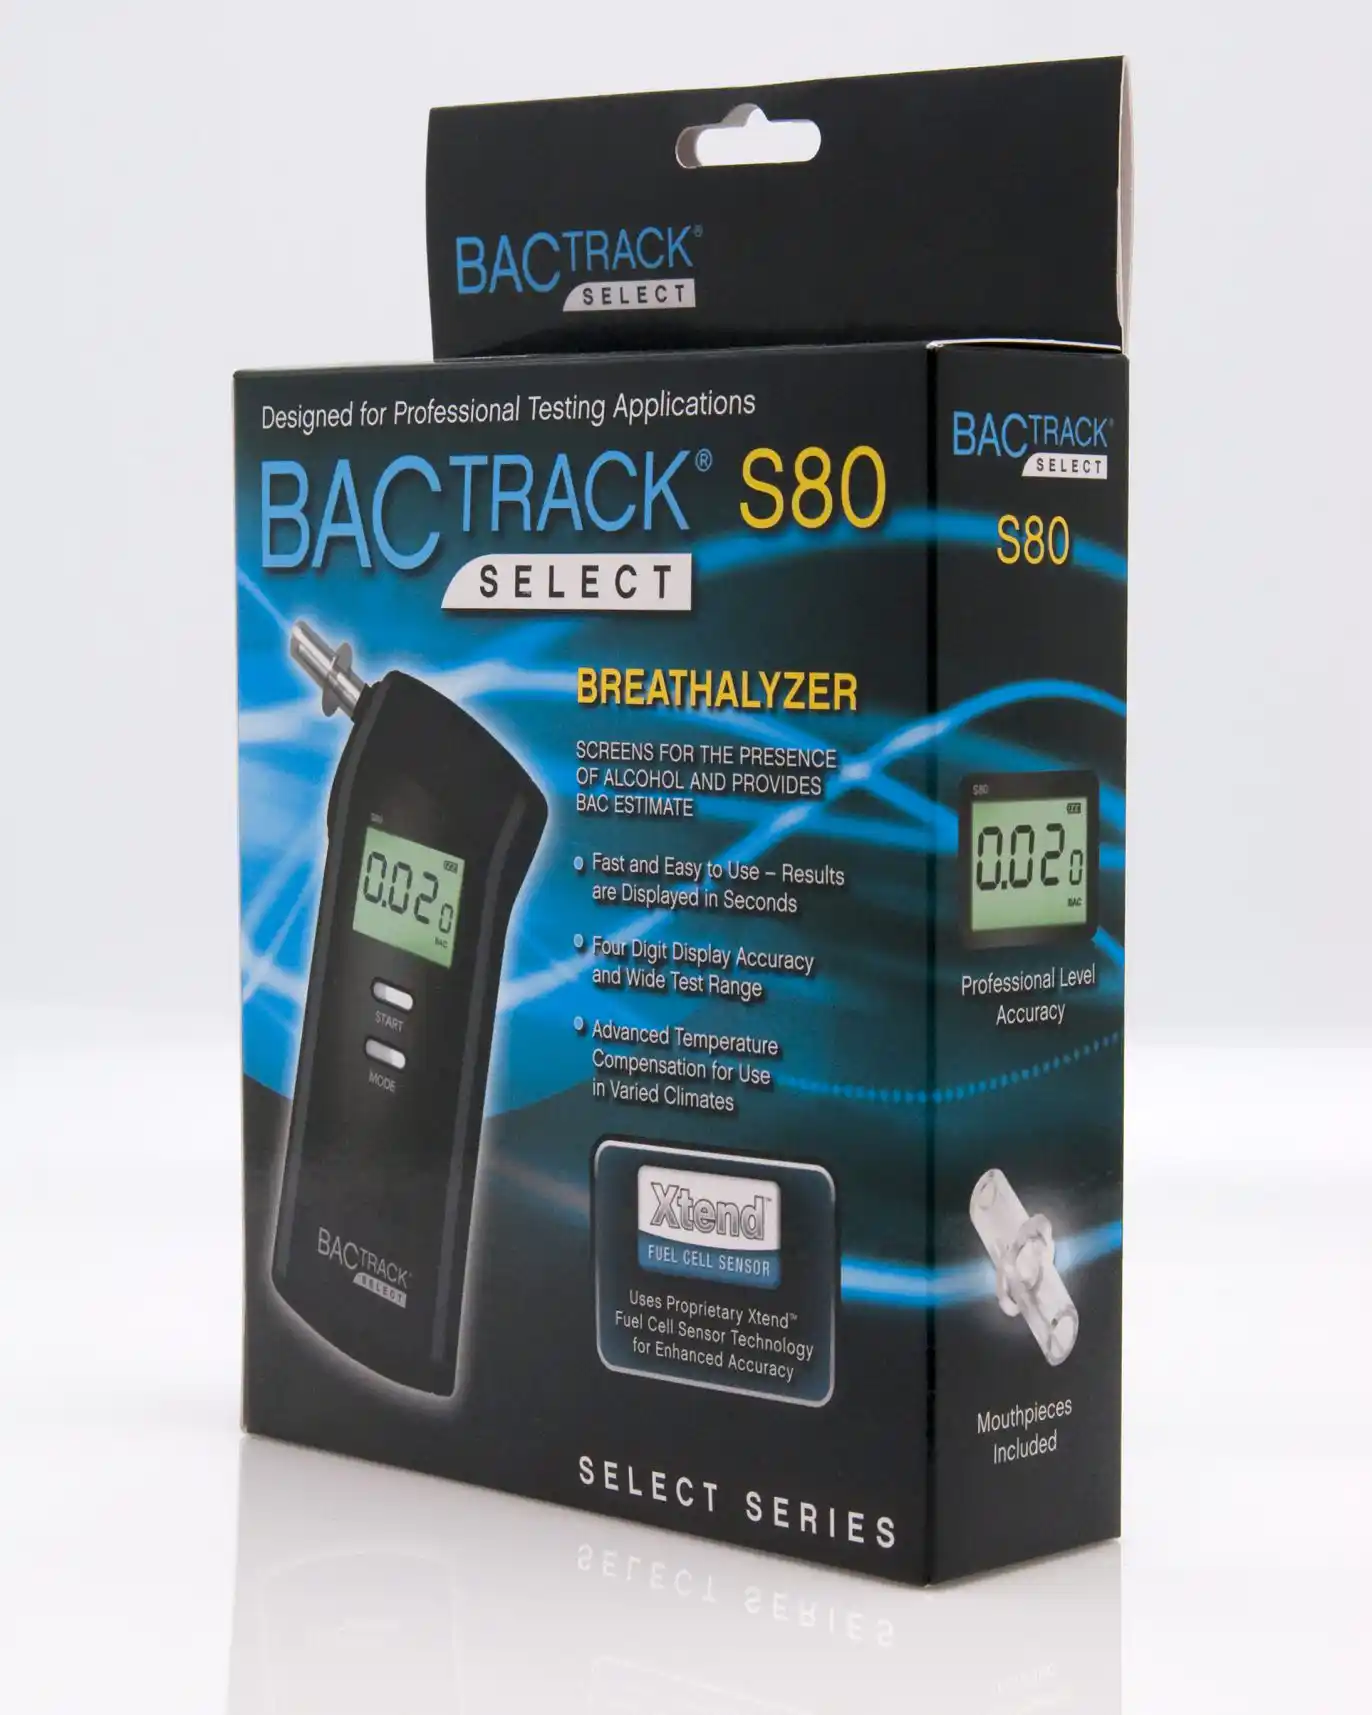 BACTRACK®
SELECT
Designed for Professional Testing Applications
BACTRACK® S80
SELECT
BREATHALYZER
SCREENS FOR THE PRESENCE
OF ALCOHOL AND PROVIDES
BAC ESTIMATE
Fast and Easy to Use – Results
are Displayed in Seconds
Four Digit Display Accuracy
and Wide Test Range
Advanced Temperature
Compensation for Use
in Varied Climates
Xtend™
FUEL CELL SENSOR
Uses Proprietary Xtend™
Fuel Cell Sensor Technology
for Enhanced Accuracy
SELECT SERIES
S80
0.020
BAC
START
MODE
BACTRACK®
SELECT
BACTRACK®
SELECT
S80
S80
0.020
BAC
Professional Level
Accuracy
Mouthpieces
Included